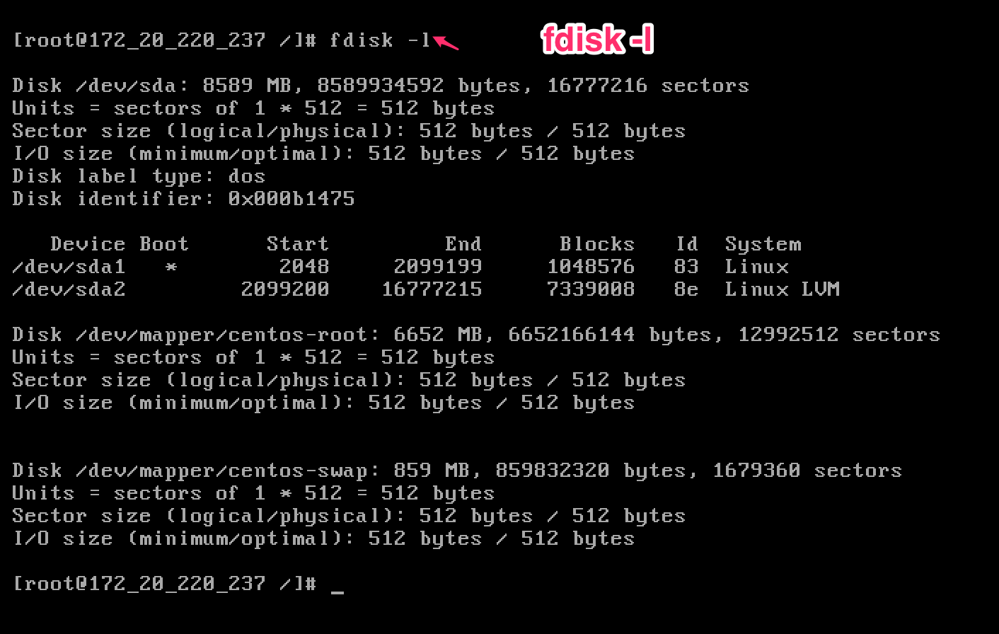 [root@172_20_220_237 /]# fdisk -l
fdisk -l
Disk /dev/sda: 8589 MB, 8589934592 bytes, 16777216 sectors
Units = sectors of 1 * 512 = 512 bytes
Sector size (logical/physical): 512 bytes / 512 bytes
I/O size (minimum/optimal): 512 bytes / 512 bytes
Disk label type: dos
Disk identifier: 0x000b1475
Device Boot Start End Blocks Id System
/dev/sda1 * 2048 2099199 1048576 83 Linux
/dev/sda2 2099200 16777215 7339008 8e Linux LVM
Disk /dev/mapper/centos-root: 6652 MB, 6652166144 bytes, 12992512 sectors
Units = sectors of 1 * 512 = 512 bytes
Sector size (logical/physical): 512 bytes / 512 bytes
I/O size (minimum/optimal): 512 bytes / 512 bytes
Disk /dev/mapper/centos-swap: 859 MB, 859832320 bytes, 1679360 sectors
Units = sectors of 1 * 512 = 512 bytes
Sector size (logical/physical): 512 bytes / 512 bytes
I/O size (minimum/optimal): 512 bytes / 512 bytes
[root@172_20_220_237 /]# _